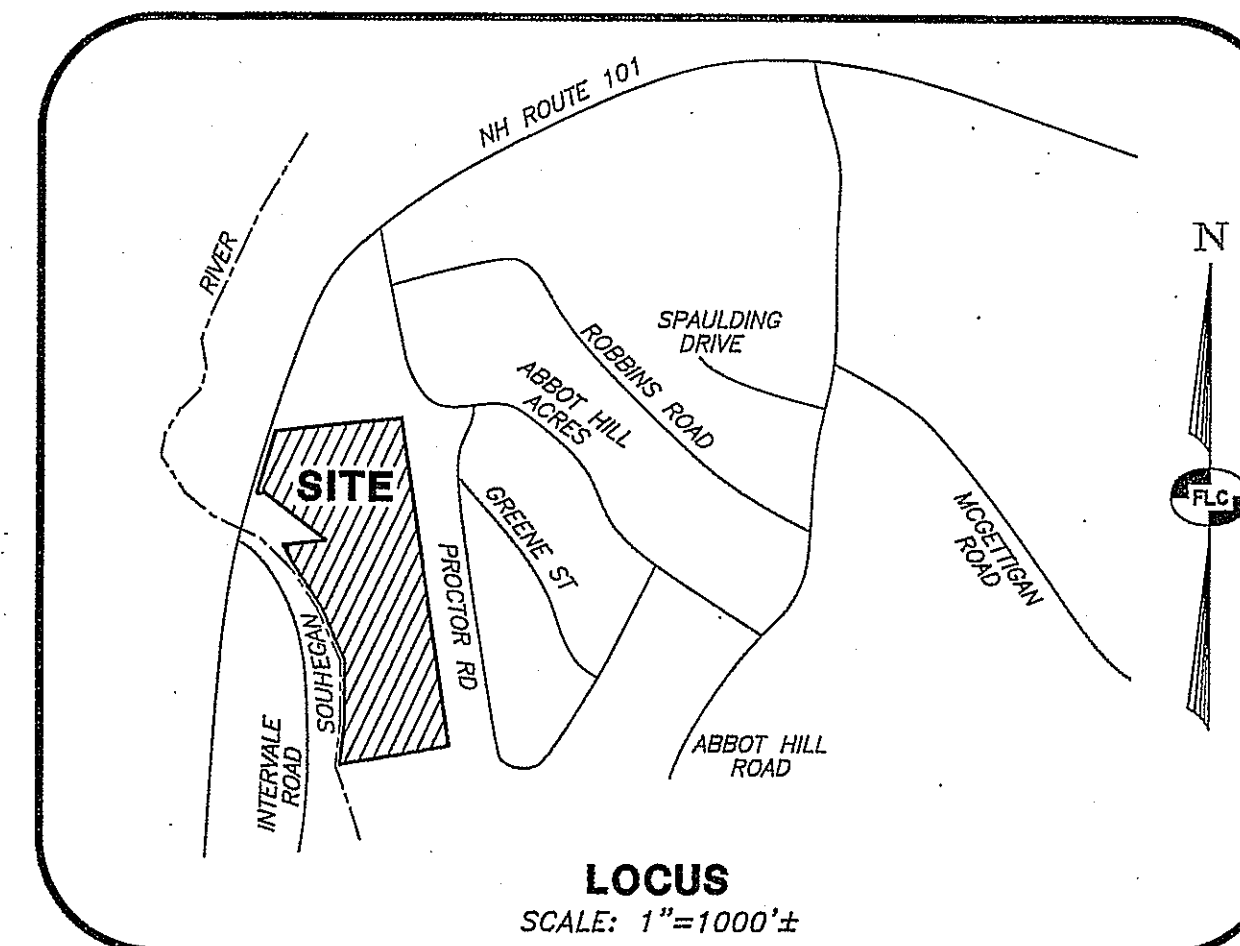 NH ROUTE 101
RIVER
N
SPAULDING
DRIVE
ROBBINS ROAD
ABBOT HILL
ACRES
SITE
GREENE ST
MCGETTIGAN
ROAD
FLC
PROCTOR RD
SOUHEGAN
INTERVALE
ROAD
ABBOT HILL
ROAD
LOCUS
SCALE: 1"=1000'±